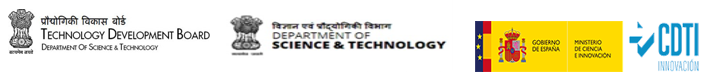 प्रौद्योगिकी विकास बोर्ड
TECHNOLOGY DEVELOPMENT BOARD
DEPARTMENT OF SCIENCE & TECHNOLOGY
विज्ञान एवं प्रौद्योगिकी विभाग
DEPARTMENT OF
SCIENCE & TECHNOLOGY
GOBIERNO
DE ESPAÑA
MINISTERIO
DE CIENCIA
E INNOVACIÓN
CDTI
INNOVACIÓN